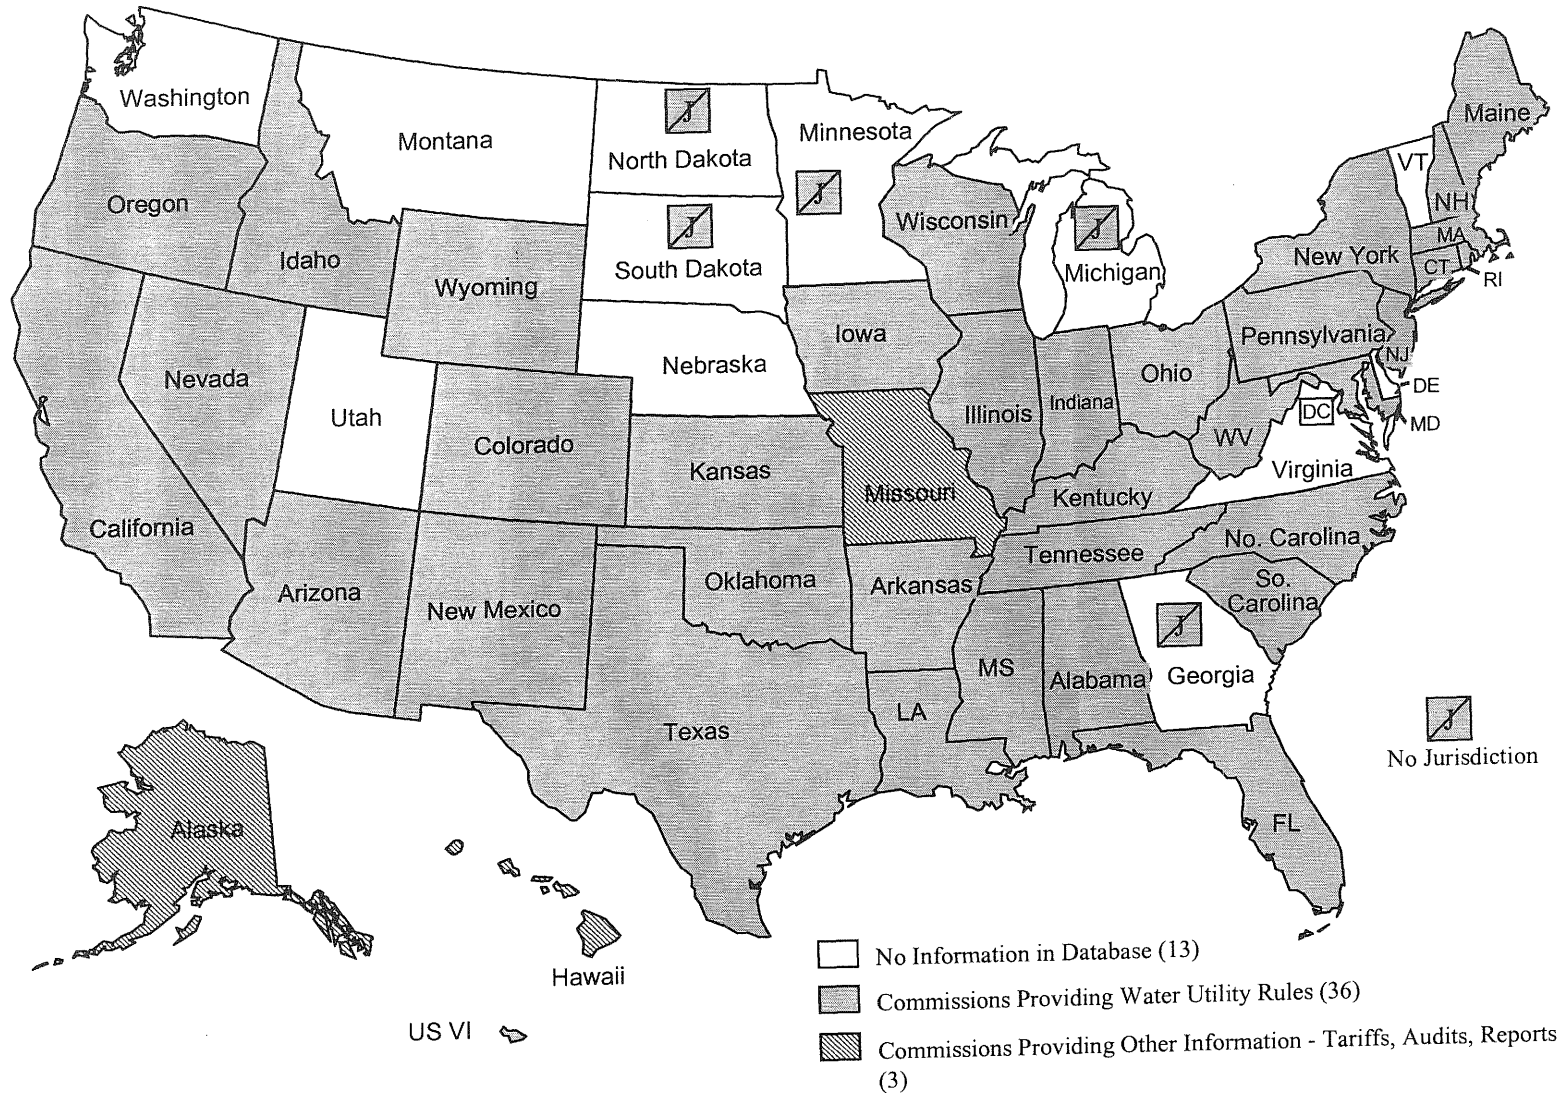 Washington
Montana
J
North Dakota
Minnesota
J
Maine
VT
NH
Oregon
Idaho
Wyoming
J
South Dakota
Wisconsin
J
Michigan
New York
MA
CT
RI
Nebraska
Iowa
Pennsylvania
NJ
Nevada
Utah
Colorado
Kansas
Missouri
Illinois
Indiana
Ohio
WV
DC
DE
MD
Virginia
Kentucky
California
Arizona
New Mexico
Oklahoma
Arkansas
Tennessee
No. Carolina
So.
Carolina
J
Georgia
MS
Alabama
LA
Texas
FL
J
No Jurisdiction
Alaska
Hawaii
US VI
No Information in Database (13)
Commissions Providing Water Utility Rules (36)
Commissions Providing Other Information - Tariffs, Audits, Reports
(3)